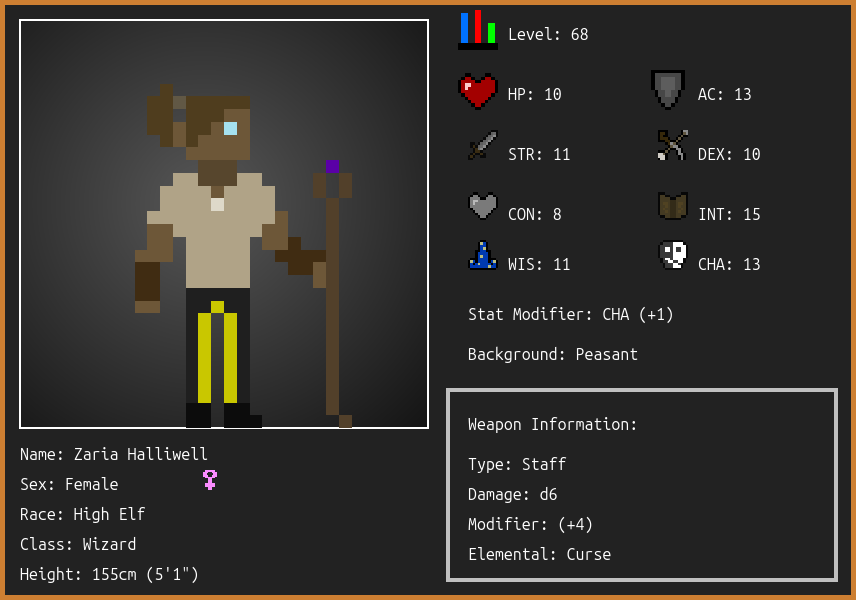 Level: 68
HP: 10
AC: 13
STR: 11
DEX: 10
CON: 8
INT: 15
WIS: 11
CHA: 13
Stat Modifier: CHA (+1)
Background: Peasant
Weapon Information:
Type: Staff
Damage: d6
Modifier: (+4)
Elemental: Curse
Name: Zaria Halliwell
Sex: Female
Race: High Elf
Class: Wizard
Height: 155cm (5'1")